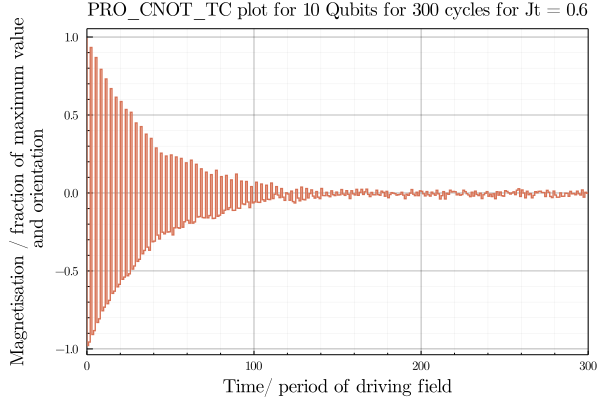 PRO_CNOT_TC plot for 10 Qubits for 300 cycles for Jt = 0.6
Magnetisation / fraction of maximum value
and orientation
1.0
0.5
0.0
−0.5
−1.0
0
100
200
300
Time/ period of driving field